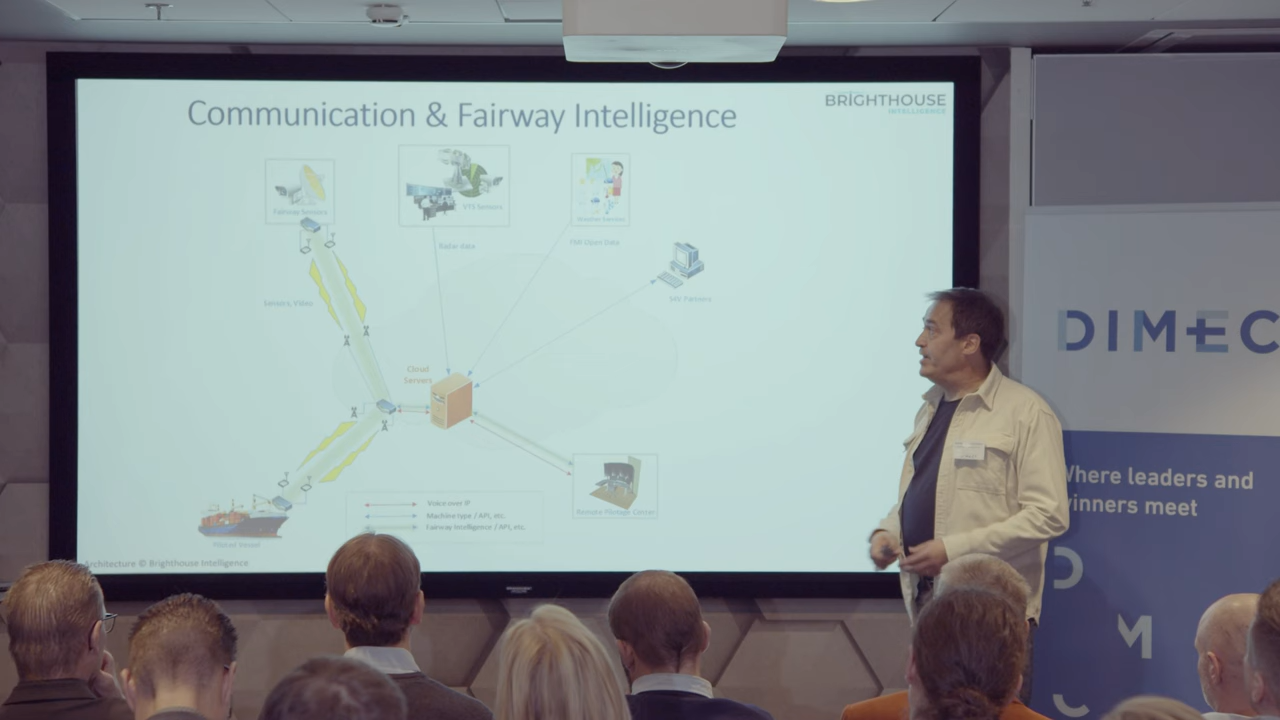 Communication & Fairway Intelligence
BRIGHTHOUSE
INTELLIGENCE
Fairway Sensors
VTS Sensors
Weather Services
Radar data
FMI Open Data
Sensors, Video
Partners
Cloud
Servers
Remote Pilotage Center
Voice over IP
Machine type / API, etc.
Fairway Intelligence / API, etc.
Piloted Vessel
Architecture © Brighthouse Intelligence
DIMEC
Where leaders and
winners meet
D
M